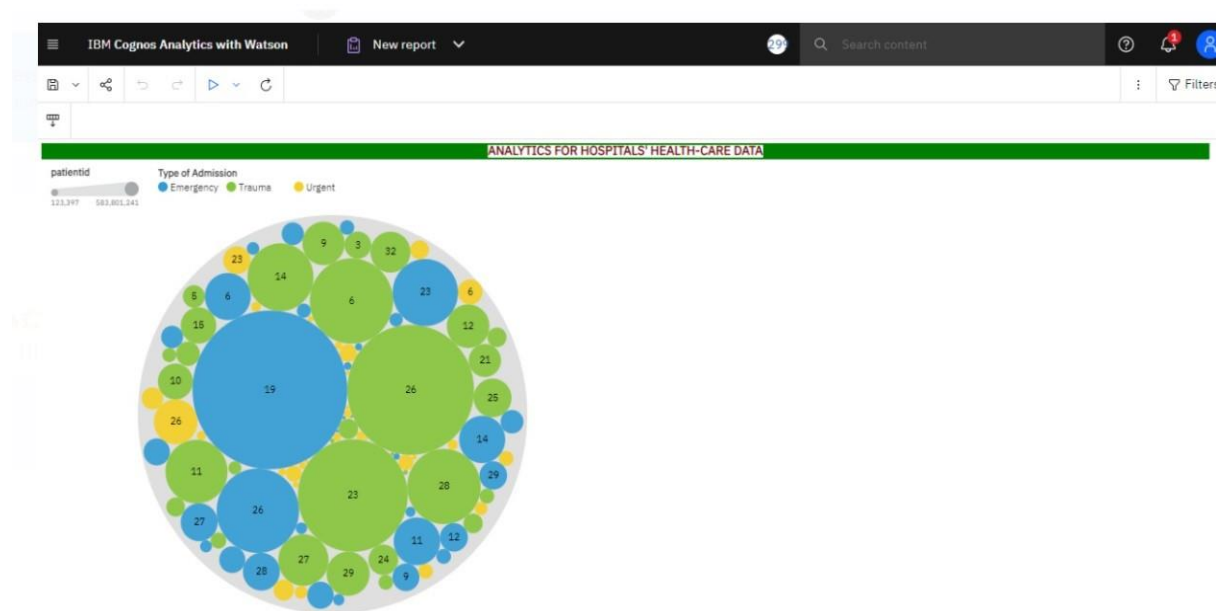 IBM Cognos Analytics with Watson New report 299 Search content 1
Filters
ANALYTICS FOR HOSPITALS' HEALTH-CARE DATA
patientid Type of Admission
Emergency Trauma Urgent
123,397 583,801,241
9 3 32
23
14
6 23 6
6
5
15 12
21
10 19 26 25
26
14
11 29
28
23
26
27
12
11
27 24
28 29 9